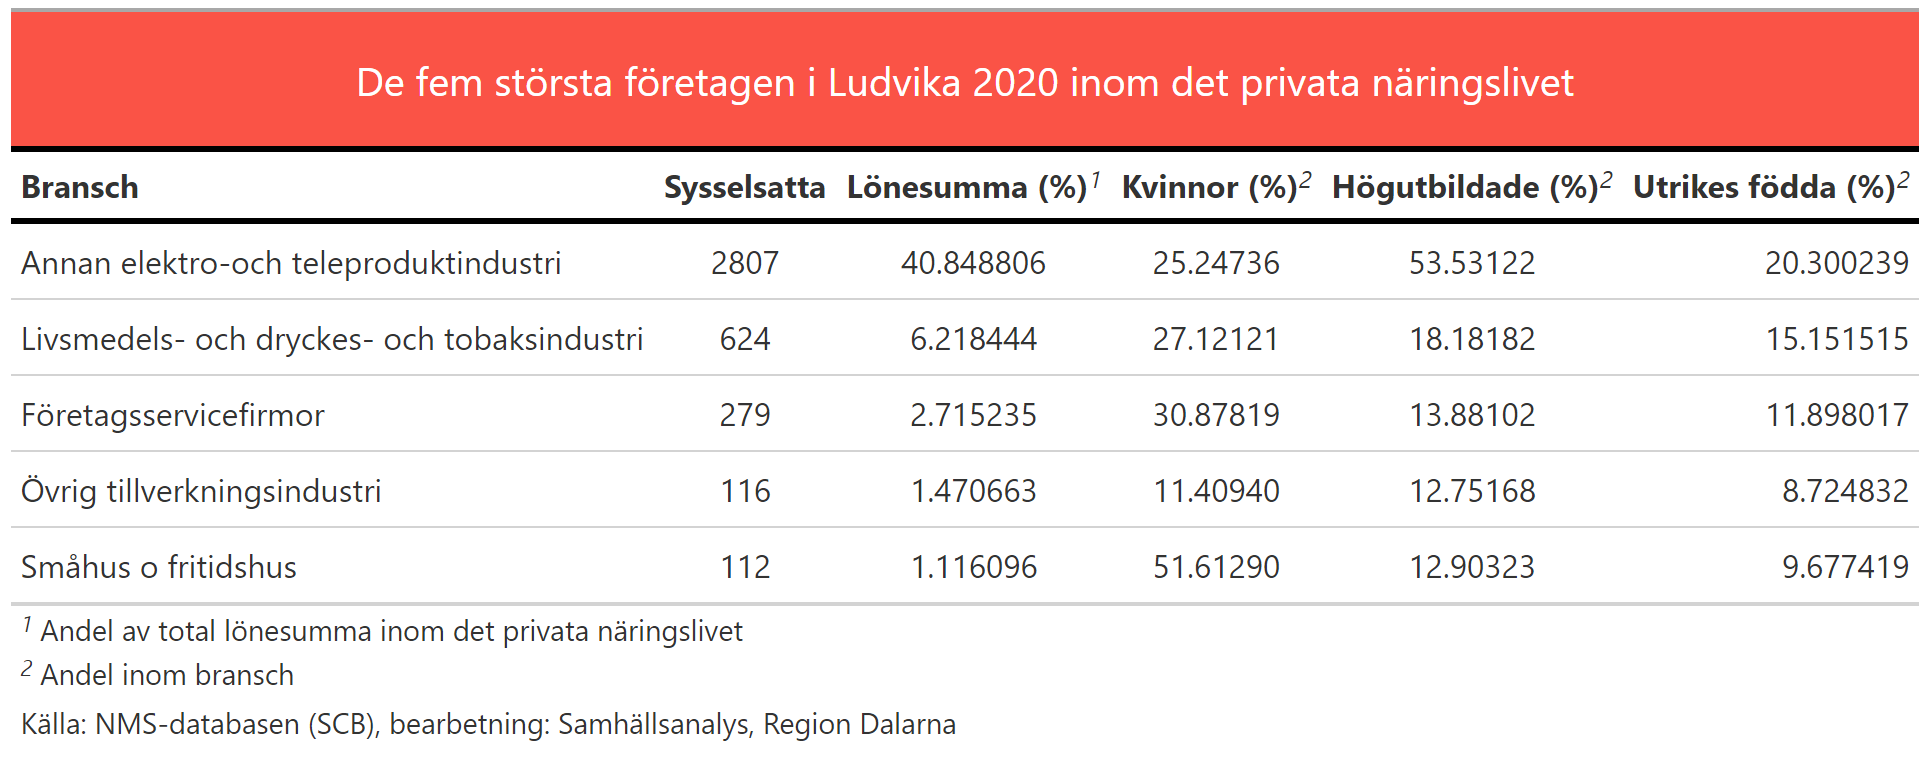 De fem största företagen i Ludvika 2020 inom det privata näringslivet
Bransch Sysselsatta Lönesumma (%)1 Kvinnor (%)2 Högutbildade (%)2 Utrikes födda (%)2
Annan elektro-och teleproduktindustri 2807 40.848806 25.24736 53.53122 20.300239
Livsmedels- och dryckes- och tobaksindustri 624 6.218444 27.12121 18.18182 15.151515
Företagsservicefirmor 279 2.715235 30.87819 13.88102 11.898017
Övrig tillverkningsindustri 116 1.470663 11.40940 12.75168 8.724832
Småhus o fritidshus 112 1.116096 51.61290 12.90323 9.677419
1 Andel av total lönesumma inom det privata näringslivet
2 Andel inom bransch
Källa: NMS-databasen (SCB), bearbetning: Samhällsanalys, Region Dalarna